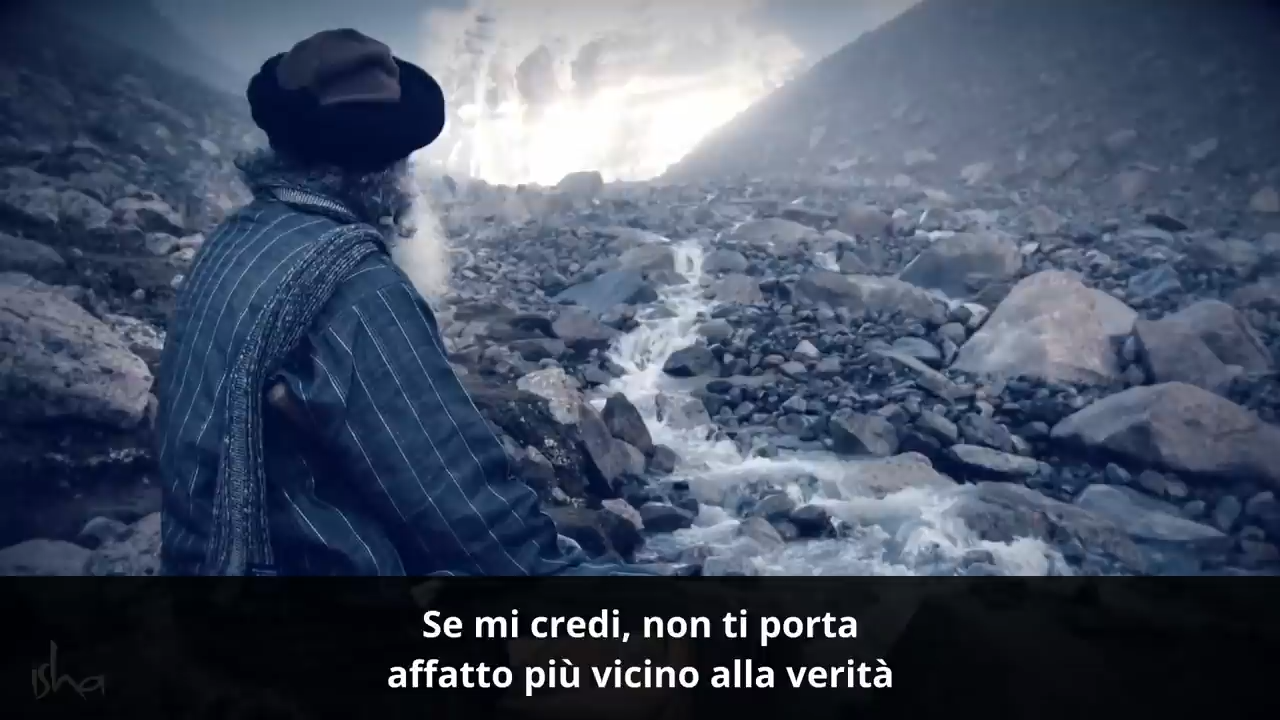 Se mi credi, non ti porta
affatto più vicino alla verità
isha